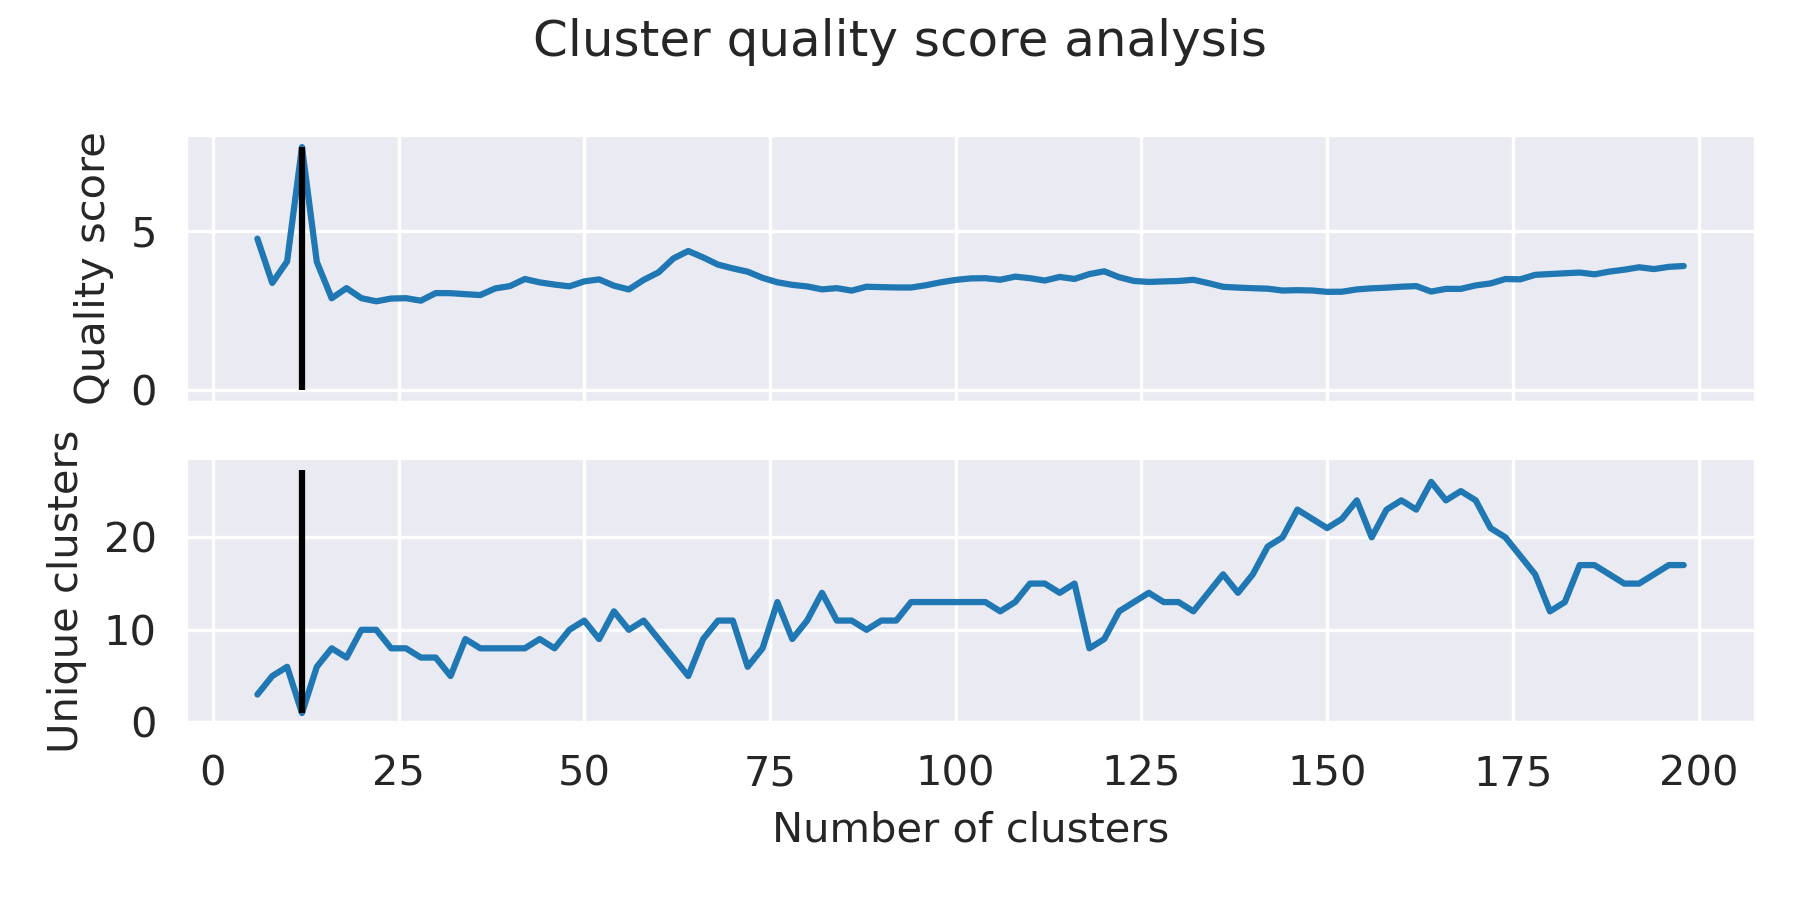 Cluster quality score analysis
Quality score
5
0
Unique clusters
20
10
0
0 25 50 75 100 125 150 175 200
Number of clusters